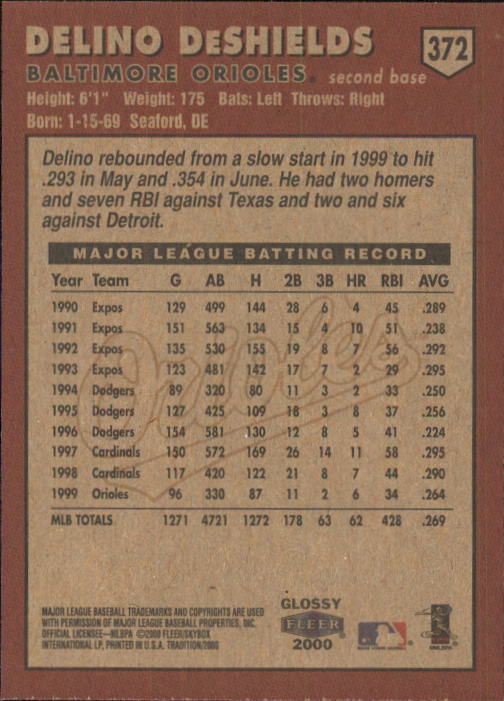 DELINO DeSHIELDS
372
BALTIMORE ORIOLES® second base
Height: 6'1" Weight: 175 Bats: Left Throws: Right
Born: 1-15-69 Seaford, DE
Delino rebounded from a slow start in 1999 to hit
.293 in May and .354 in June. He had two homers
and seven RBI against Texas and two and six
against Detroit.
MAJOR LEAGUE BATTING RECORD
Year Team G AB H 2B 3B HR RBI AVG
1990 Expos 129 499 144 28 6 4 45 .289
1991 Expos 151 563 134 15 4 10 51 .238
1992 Expos 135 530 155 19 8 7 56 .292
1993 Expos 123 481 142 17 7 2 29 .295
1994 Dodgers 89 320 80 11 3 2 33 .250
1995 Dodgers 127 425 109 18 3 8 37 .256
1996 Dodgers 154 581 130 12 8 5 41 .224
1997 Cardinals 150 572 169 26 14 11 58 .295
1998 Cardinals 117 420 122 21 8 7 44 .290
1999 Orioles 96 330 87 11 2 6 34 .264
MLB TOTALS 1271 4721 1272 178 63 62 428 .269
Orioles
MAJOR LEAGUE BASEBALL TRADEMARKS AND COPYRIGHTS ARE USED
WITH PERMISSION OF MAJOR LEAGUE BASEBALL PROPERTIES, INC.
OFFICIAL LICENSEE—MLBPA ©2000 FLEER/SKYBOX
INTERNATIONAL LP, PRINTED IN U.S.A. TRADITION/2000
GLOSSY
FLEER
2000
©MLBPA